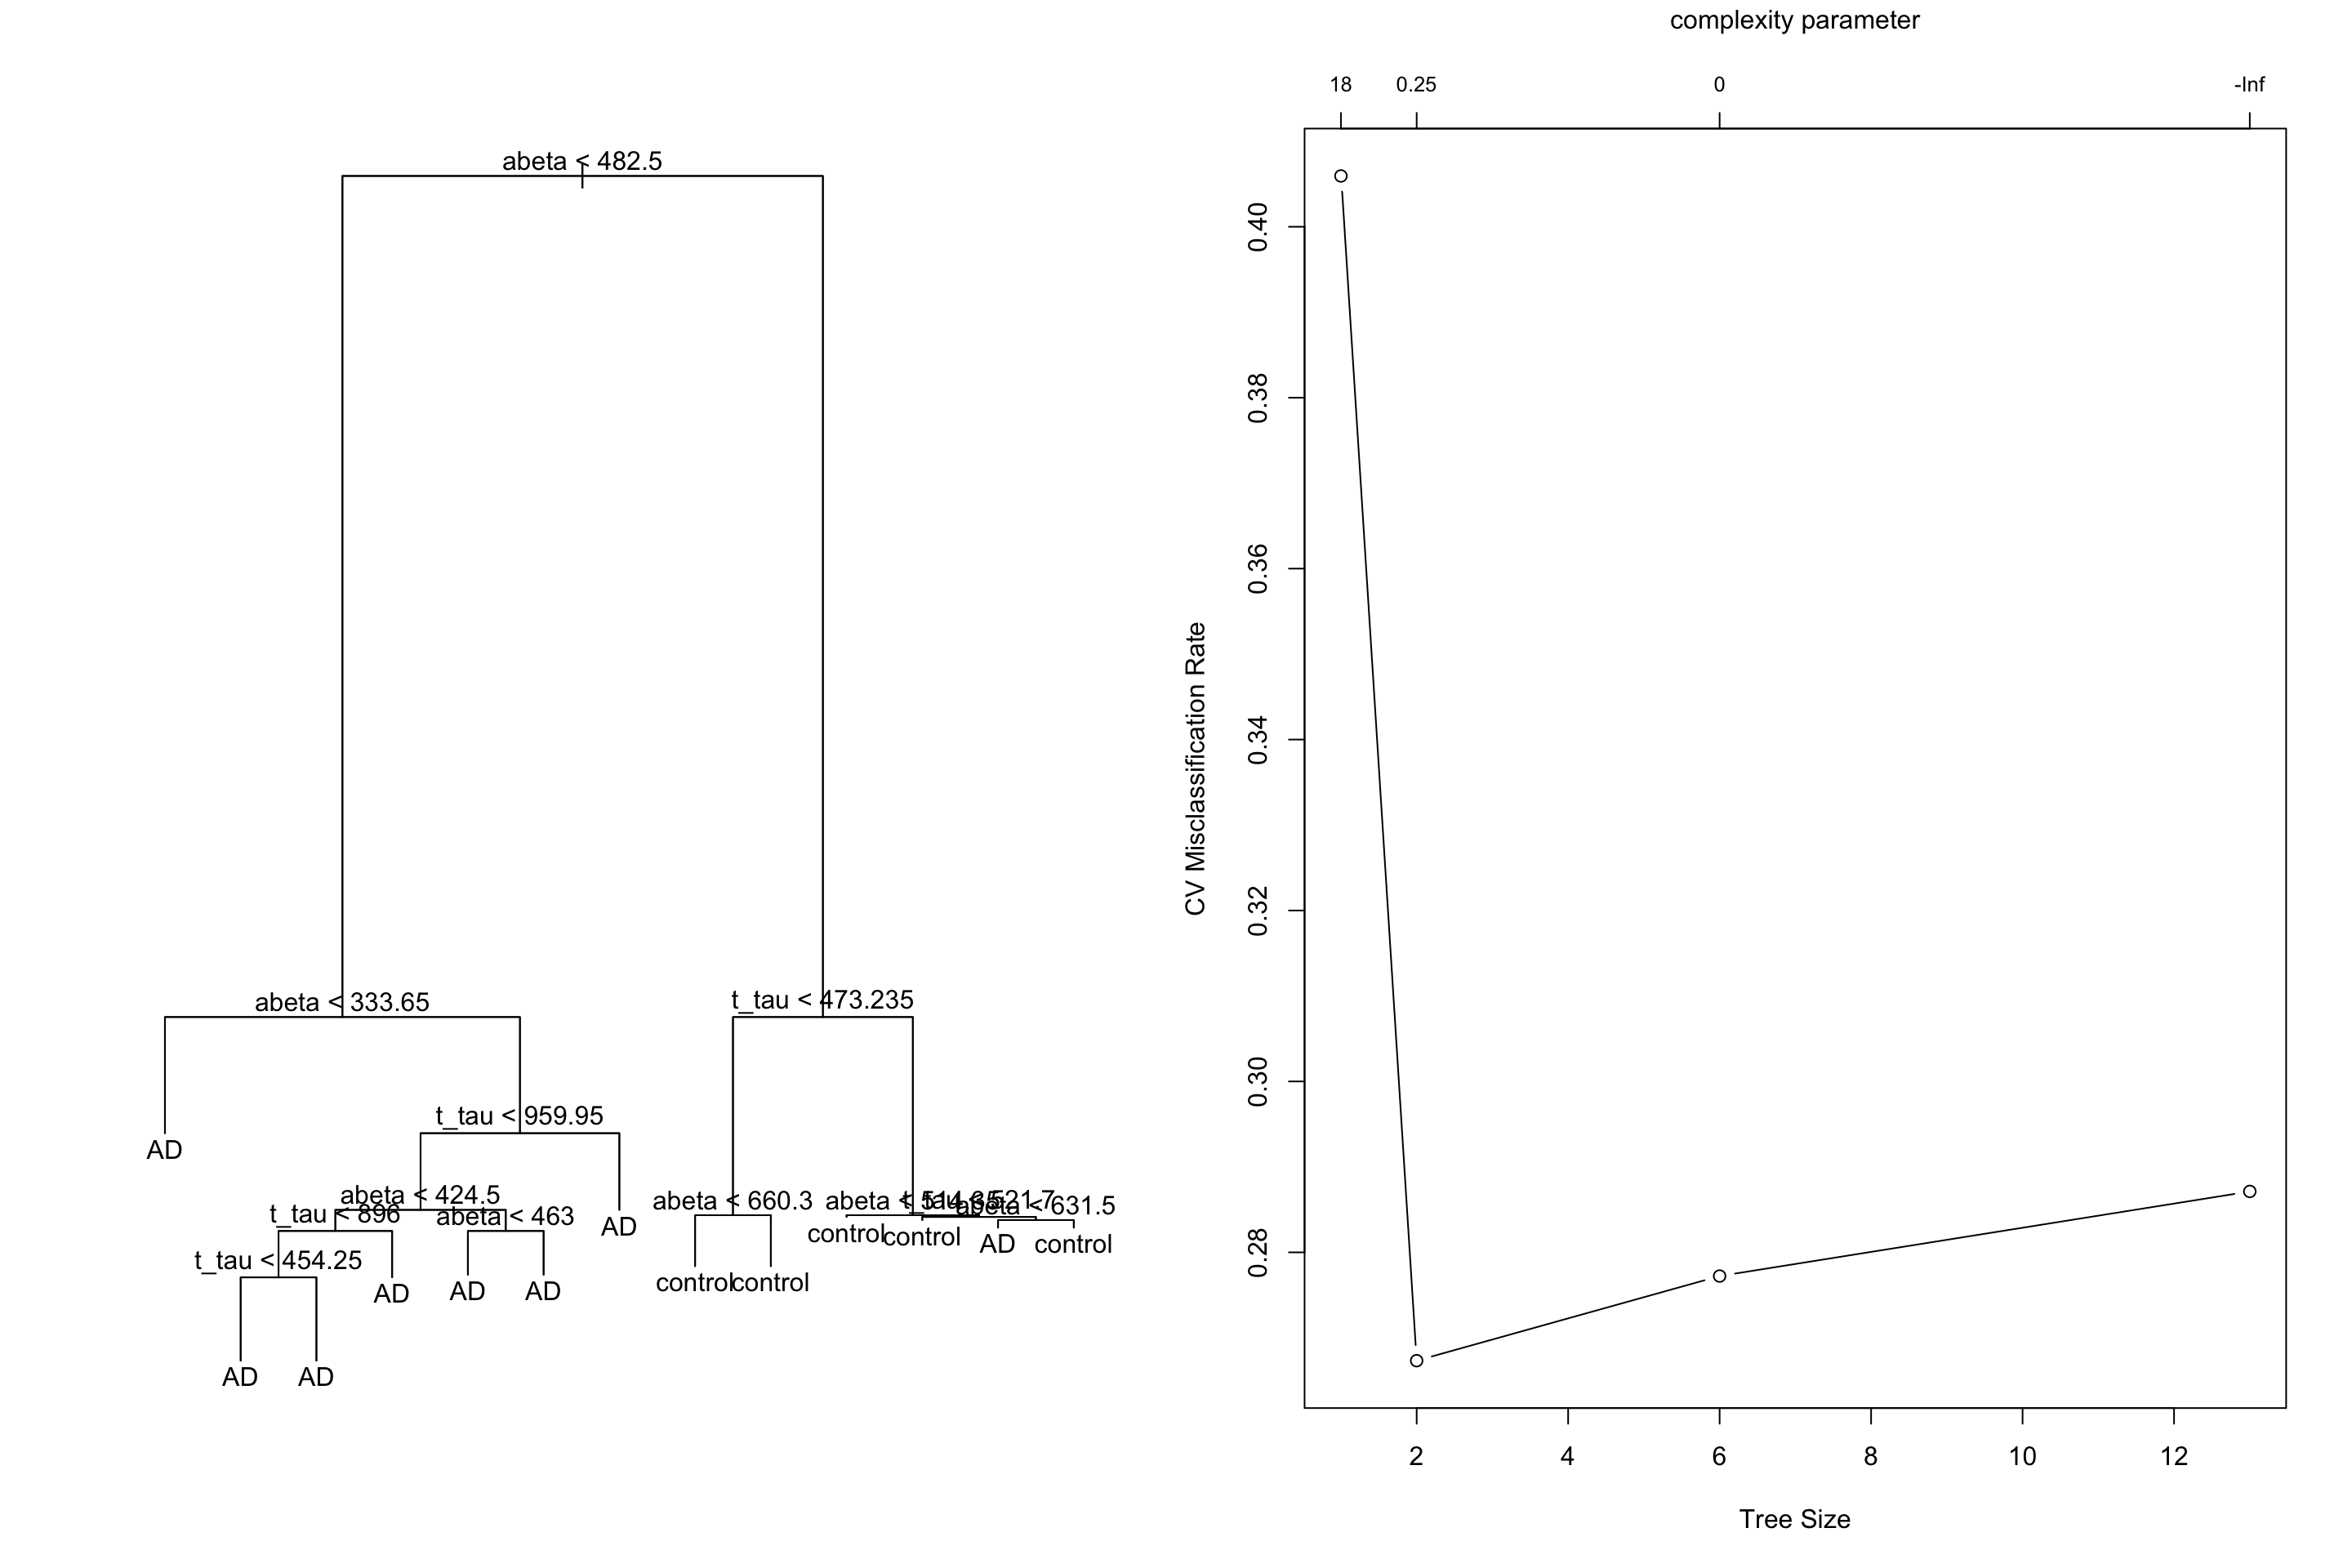 abeta < 482.5
abeta < 333.65
t_tau < 473.235
AD
t_tau < 959.95
abeta < 424.5
AD
t_tau < 896
abeta < 463
t_tau < 454.25
AD
AD
AD
AD
AD
abeta < 660.3
control
control
abeta < 514.
control
control
abeta < 631.5
AD
control
complexity parameter
18 0.25 0 -Inf
CV Misclassification Rate
0.40
0.38
0.36
0.34
0.32
0.30
0.28
2 4 6 8 10 12
Tree Size